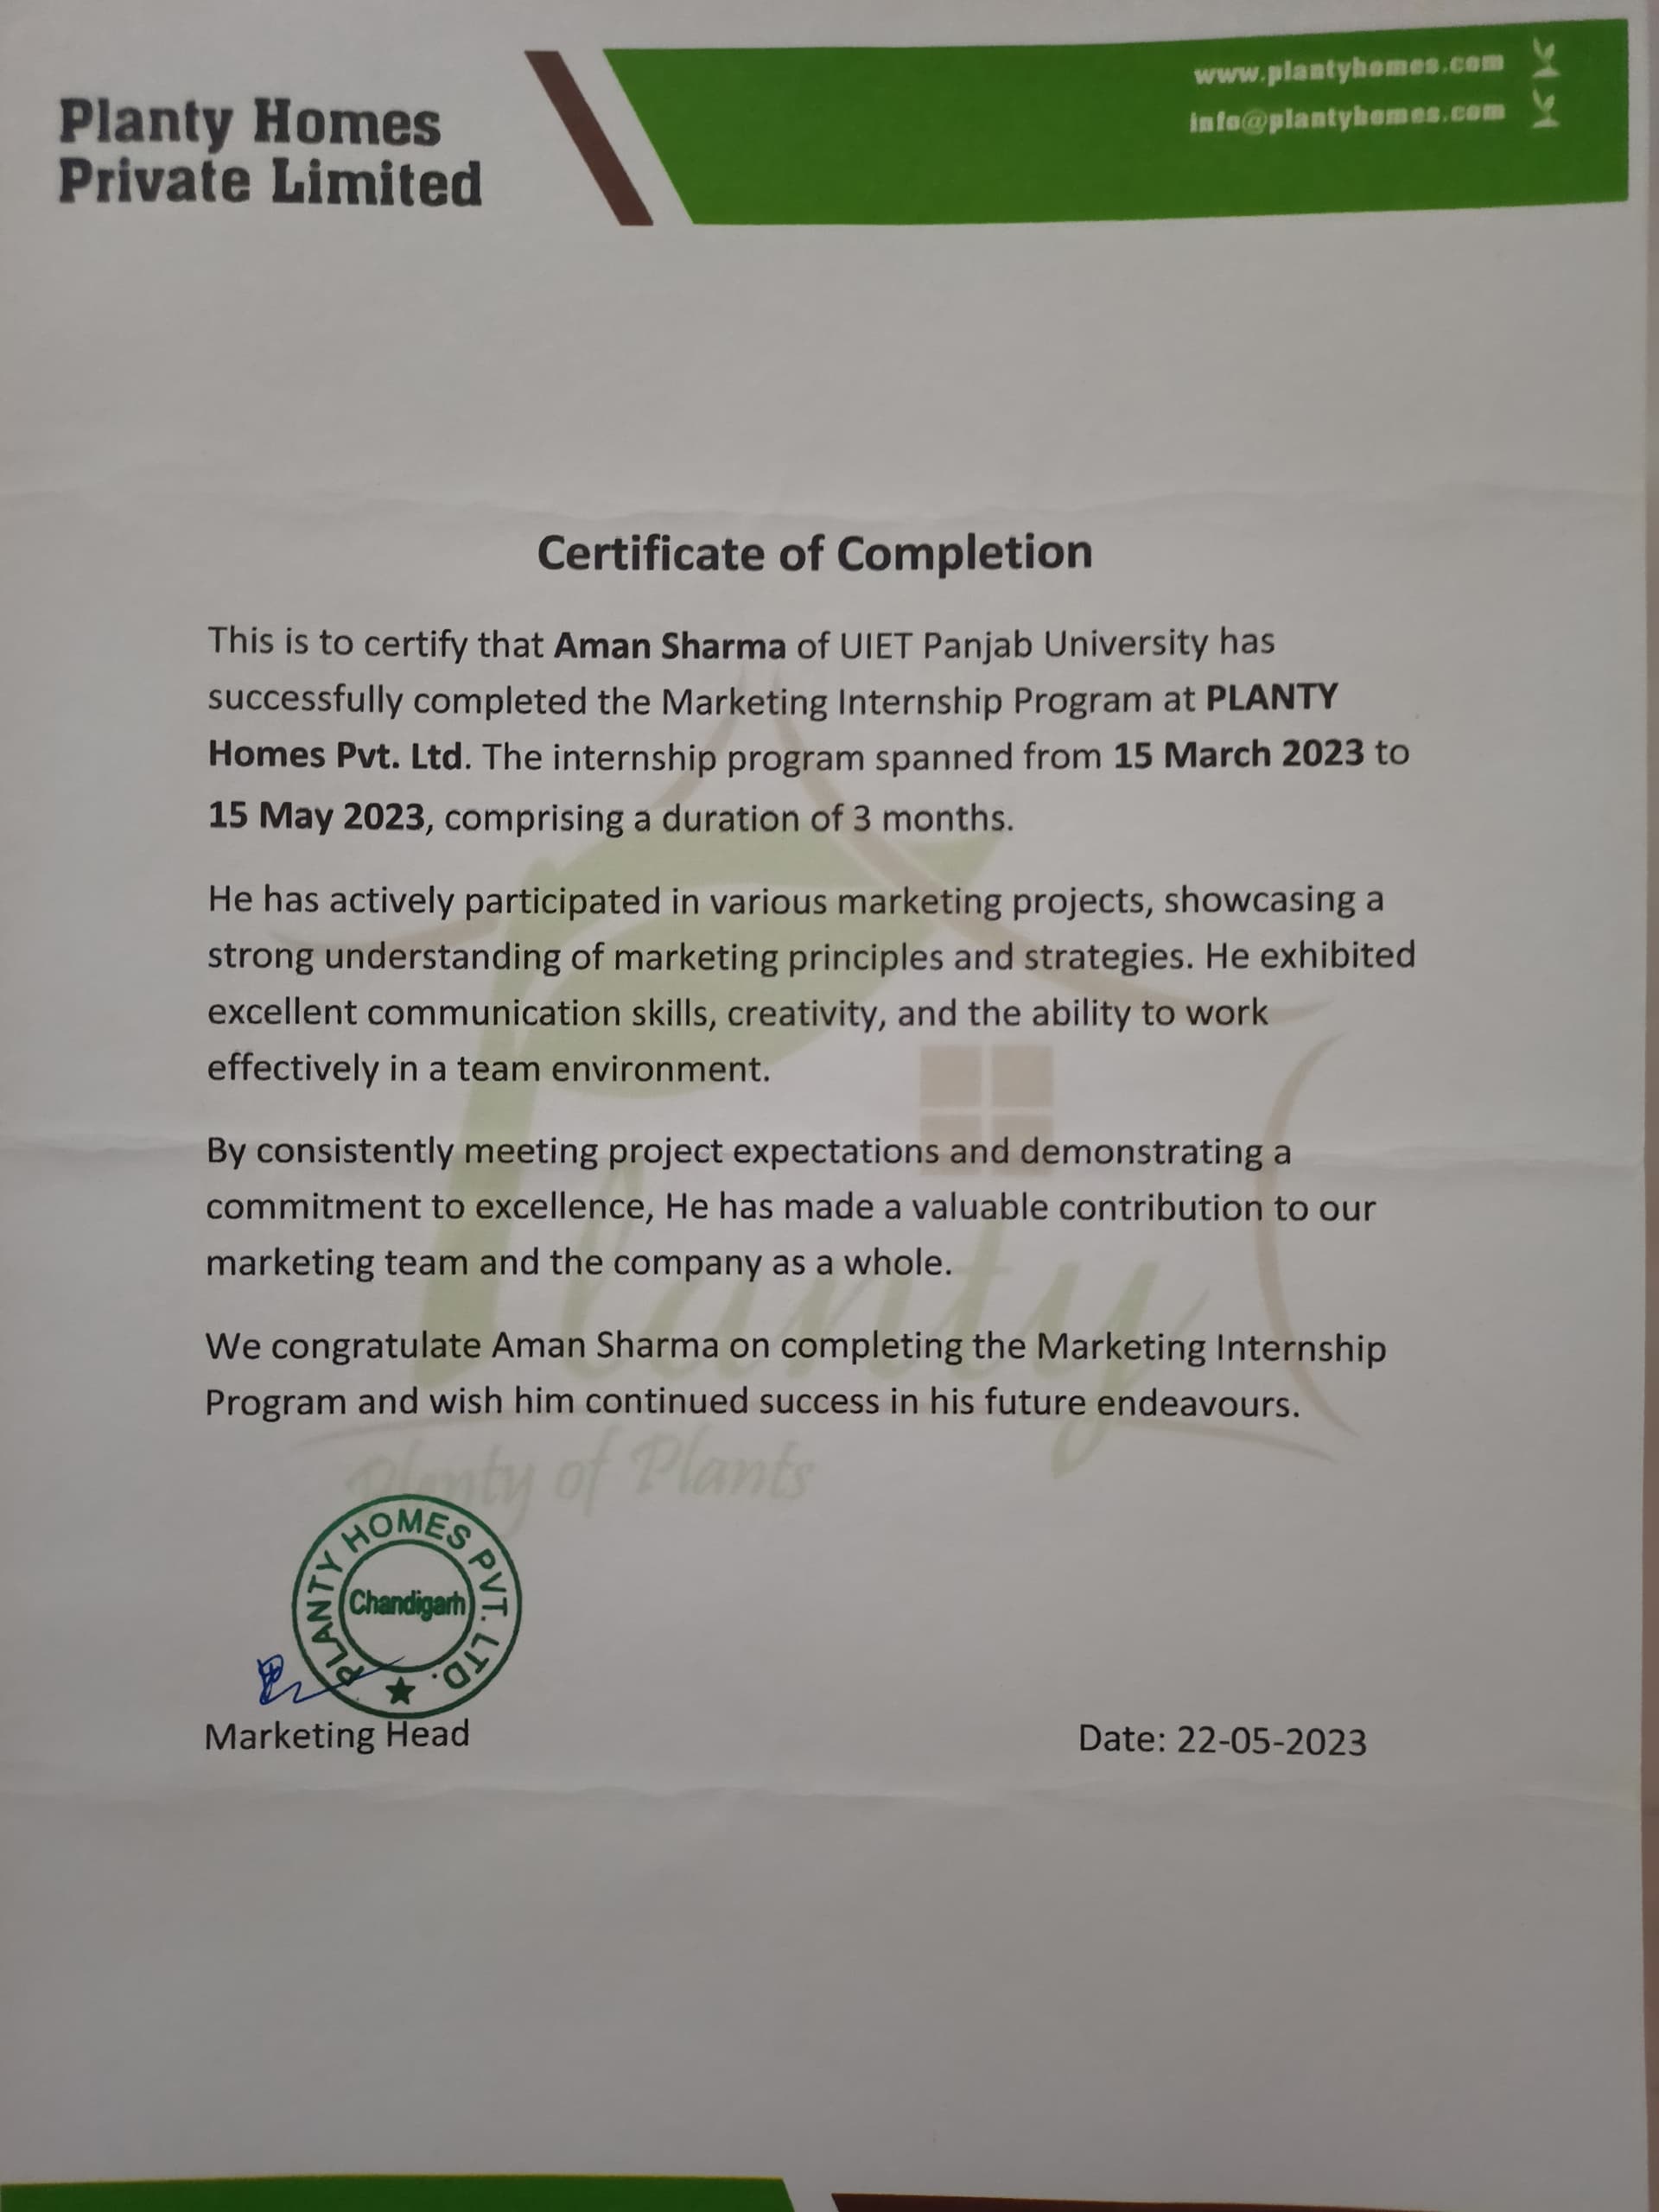 Planty Homes
Private Limited
www.plantyhomes.com
info@plantyhomes.com
Certificate of Completion
This is to certify that Aman Sharma of UIET Panjab University has
successfully completed the Marketing Internship Program at PLANTY
Homes Pvt. Ltd. The internship program spanned from 15 March 2023 to
15 May 2023, comprising a duration of 3 months.
He has actively participated in various marketing projects, showcasing a
strong understanding of marketing principles and strategies. He exhibited
excellent communication skills, creativity, and the ability to work
effectively in a team environment.
By consistently meeting project expectations and demonstrating a
commitment to excellence, He has made a valuable contribution to our
marketing team and the company as a whole.
We congratulate Aman Sharma on completing the Marketing Internship
Program and wish him continued success in his future endeavours.
Planty
Plenty of Plants
PLANTY HOMES PVT. LTD.
Chandigarh
Marketing Head
Date: 22-05-2023